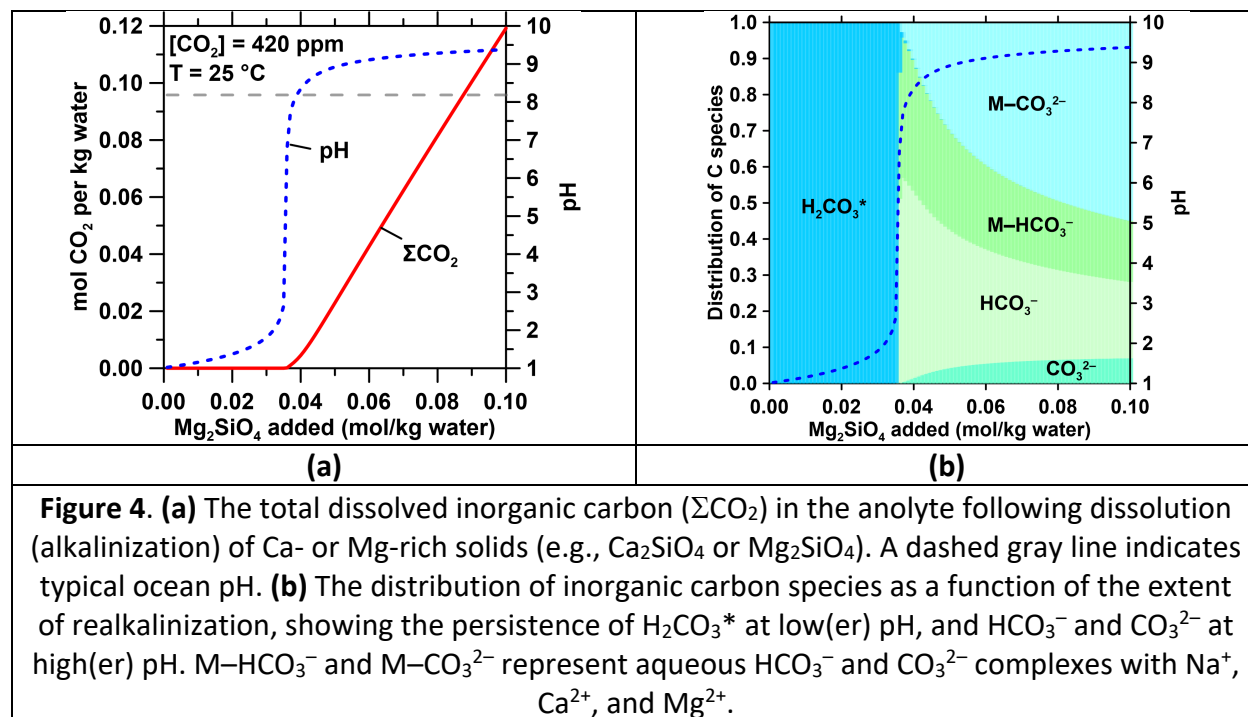 [CO₂] = 420 ppm
T = 25 °C
pH
ΣCO₂
0.12
0.10
0.08
0.06
0.04
0.02
0.00
mol CO₂ per kg water
10
9
8
7
6
5
4
3
2
1
pH
0.00 0.02 0.04 0.06 0.08 0.10
Mg₂SiO₄ added (mol/kg water)
(a)
1.0
0.9
0.8
0.7
0.6
0.5
0.4
0.3
0.2
0.1
0.0
Distribution of C species
H₂CO₃*
M–CO₃²⁻
M–HCO₃⁻
HCO₃⁻
CO₃²⁻
10
9
8
7
6
5
4
3
2
1
pH
0.00 0.02 0.04 0.06 0.08 0.10
Mg₂SiO₄ added (mol/kg water)
(b)
Figure 4. (a) The total dissolved inorganic carbon (ΣCO₂) in the anolyte following dissolution
(alkalinization) of Ca- or Mg-rich solids (e.g., Ca₂SiO₄ or Mg₂SiO₄). A dashed gray line indicates
typical ocean pH. (b) The distribution of inorganic carbon species as a function of the extent
of realkalinization, showing the persistence of H₂CO₃* at low(er) pH, and HCO₃⁻ and CO₃²⁻ at
high(er) pH. M–HCO₃⁻ and M–CO₃²⁻ represent aqueous HCO₃⁻ and CO₃²⁻ complexes with Na⁺,
Ca²⁺, and Mg²⁺.